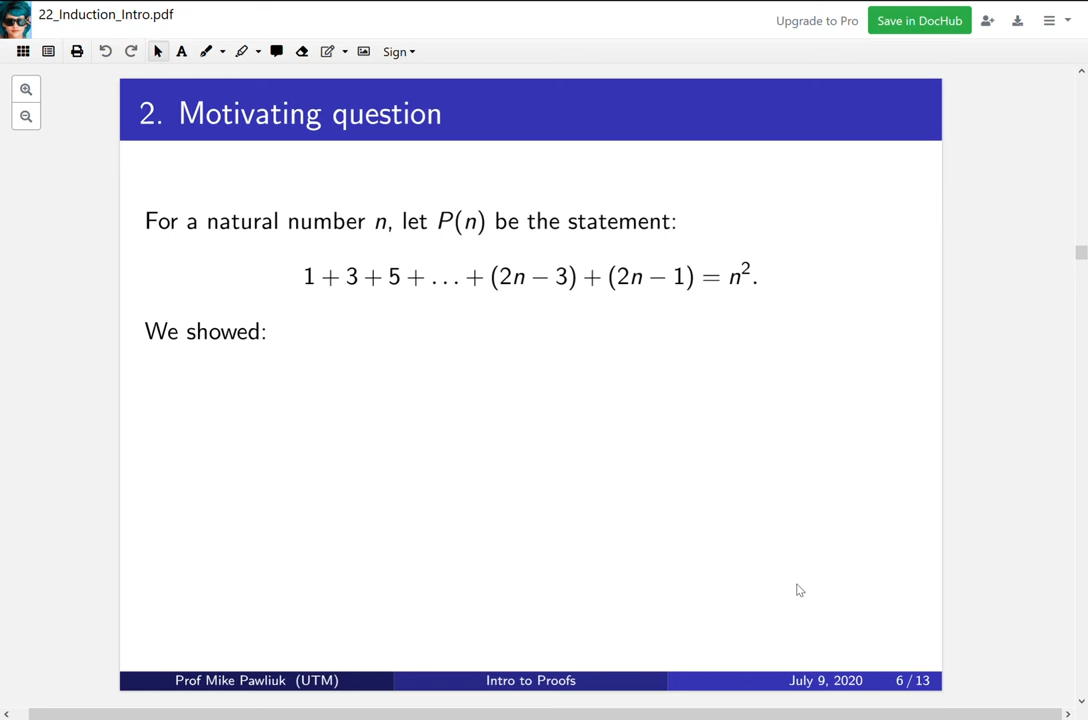 22_Induction_Intro.pdf
Upgrade to Pro
Save in DocHub
A
Sign
2. Motivating question
For a natural number n, let P(n) be the statement:
1 + 3 + 5 + … + (2n − 3) + (2n − 1) = n².
We showed:
Prof Mike Pawliuk (UTM)
Intro to Proofs
July 9, 2020
6 / 13